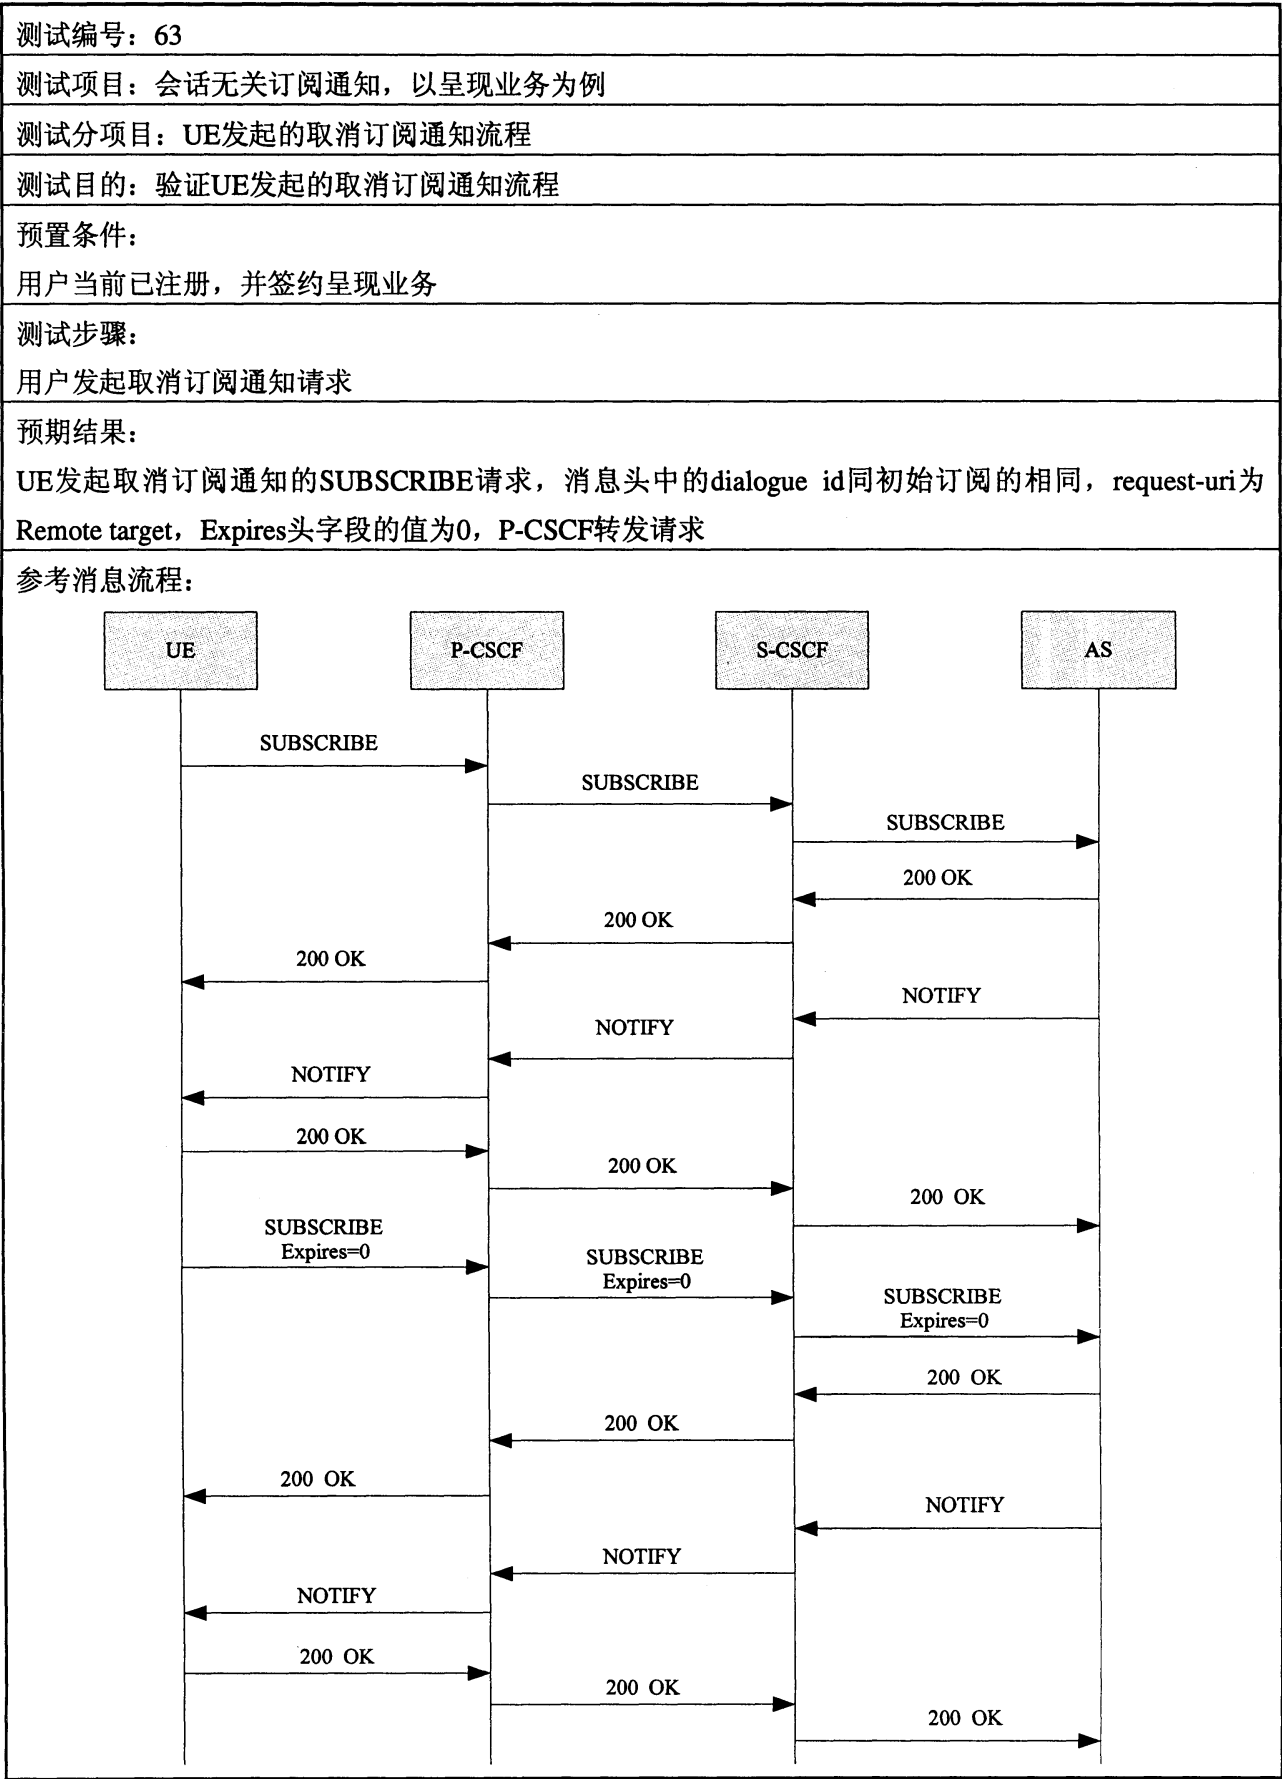 测试编号：63
测试项目：会话无关订阅通知，以呈现业务为例
测试分项目：UE发起的取消订阅通知流程
测试目的：验证UE发起的取消订阅通知流程
预置条件：
用户当前已注册，并签约呈现业务
测试步骤：
用户发起取消订阅通知请求
预期结果：
UE发起取消订阅通知的SUBSCRIBE请求，消息头中的dialogue id同初始订阅的相同，request-uri为
Remote target，Expires头字段的值为0，P-CSCF转发请求
参考消息流程：
UE P-CSCF S-CSCF AS
SUBSCRIBE
SUBSCRIBE
SUBSCRIBE
200 OK
200 OK
200 OK
NOTIFY
NOTIFY
NOTIFY
200 OK
200 OK
200 OK
SUBSCRIBE
Expires=0
SUBSCRIBE
Expires=0
SUBSCRIBE
Expires=0
200 OK
200 OK
200 OK
NOTIFY
NOTIFY
NOTIFY
200 OK
200 OK
200 OK